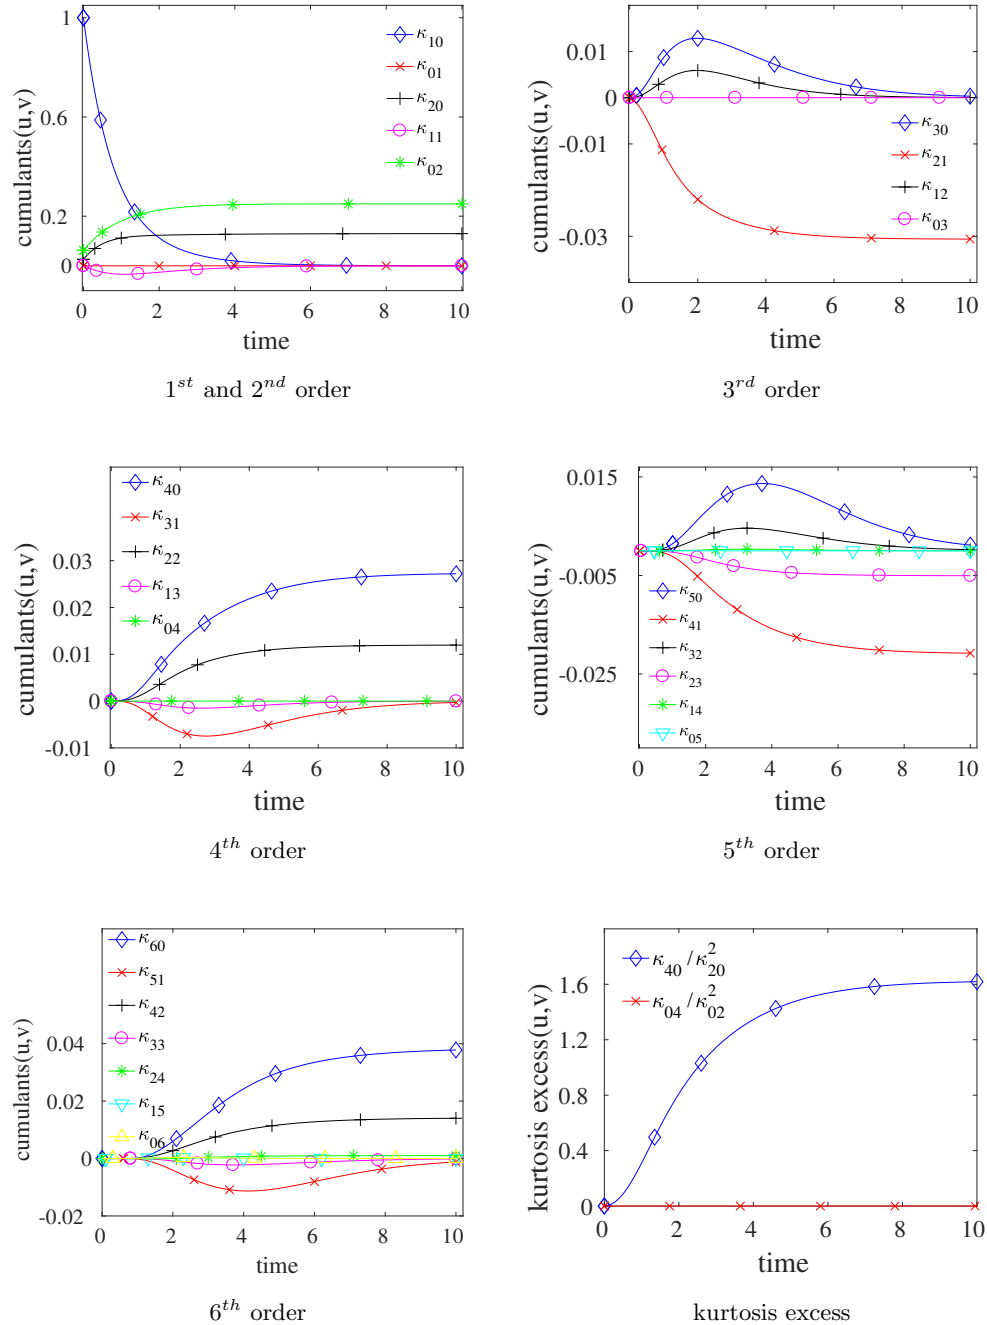 cumulants(u,v)
1
0.6
0.2
0
κ10
κ01
κ20
κ11
κ02
0 2 4 6 8 10
time
1st and 2nd order
cumulants(u,v)
0.01
0
-0.01
-0.03
κ30
κ21
κ12
κ03
0 2 4 6 8 10
time
3rd order
cumulants(u,v)
0.03
0.02
0.01
0
-0.01
κ40
κ31
κ22
κ13
κ04
0 2 4 6 8 10
time
4th order
cumulants(u,v)
0.015
-0.005
-0.025
κ50
κ41
κ32
κ23
κ14
κ05
0 2 4 6 8 10
time
5th order
cumulants(u,v)
0.04
0.02
0
-0.02
κ60
κ51
κ42
κ33
κ24
κ15
κ06
0 2 4 6 8 10
time
6th order
kurtosis excess(u,v)
1.6
1.2
0.8
0.4
0
κ40/κ20^2
κ04/κ02^2
0 2 4 6 8 10
time
kurtosis excess